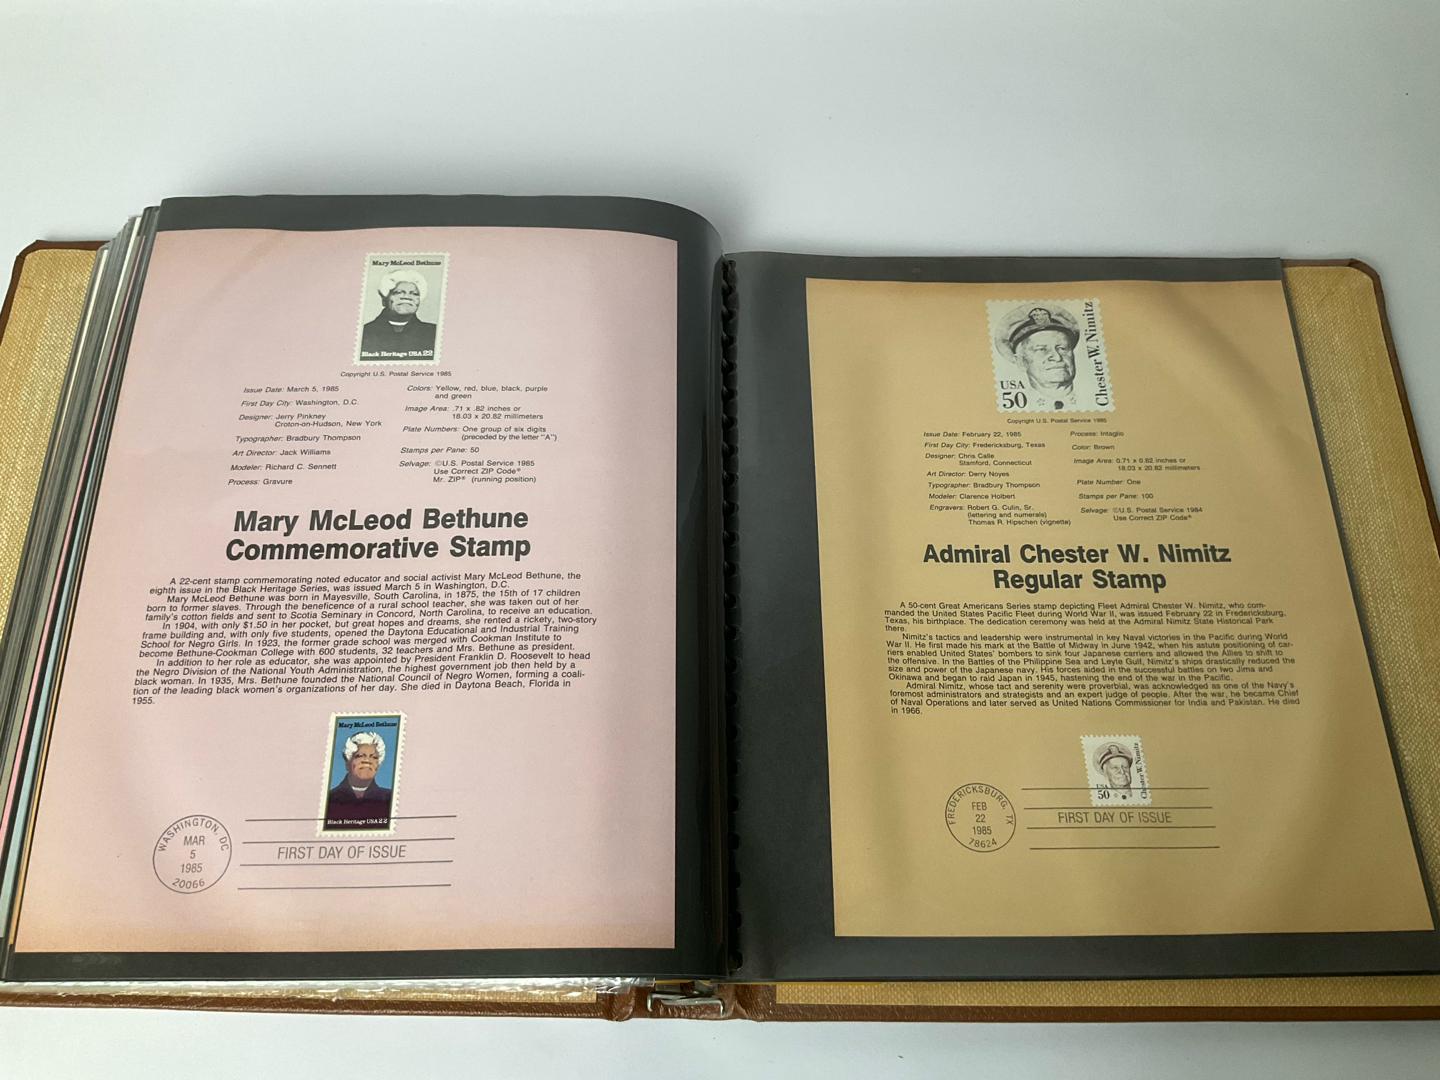 Mary McLeod Bethune
Black Heritage USA 22
Copyright U.S. Postal Service 1985
Issue Date: March 5, 1985
First Day City: Washington, D.C.
Designer: Jerry Pinkney
Croton-on-Hudson, New York
Typographer: Bradbury Thompson
Art Director: Jack Williams
Modeler: Richard C. Sennett
Process: Gravure
Colors: Yellow, red, blue, black, purple
and green
Image Area: .71 x .82 inches or
18.03 x 20.82 millimeters
Plate Numbers: One group of six digits
(preceded by the letter "A")
Stamps per Pane: 50
Selvage: ©U.S. Postal Service 1985
Use Correct ZIP Code®
Mr. ZIP® (running position)
Mary McLeod Bethune
Commemorative Stamp
A 22-cent stamp commemorating noted educator and social activist Mary McLeod Bethune, the
eighth issue in the Black Heritage Series, was issued March 5 in Washington, D.C.
Mary McLeod Bethune was born in Mayesville, South Carolina, in 1875, the 15th of 17 children
born to former slaves. Through the beneficence of a rural school teacher, she was taken out of her
family's cotton fields and sent to Scotia Seminary in Concord, North Carolina, to receive an education.
In 1904, with only $1.50 in her pocket, but great hopes and dreams, she rented a rickety, two-story
frame building and, with only five students, opened the Daytona Educational and Industrial Training
School for Negro Girls. In 1923, the former grade school was merged with Cookman Institute to
become Bethune-Cookman College with 600 students, 32 teachers and Mrs. Bethune as president.
In addition to her role as educator, she was appointed by President Franklin D. Roosevelt to head
the Negro Division of the National Youth Administration, the highest government job then held by a
black woman. In 1935, Mrs. Bethune founded the National Council of Negro Women, forming a coali-
tion of the leading black women's organizations of her day. She died in Daytona Beach, Florida in
1955.
Mary McLeod Bethune
Black Heritage USA 22
WASHINGTON, DC
MAR
5
1985
20066
FIRST DAY OF ISSUE
USA
50
Chester W. Nimitz
Copyright U.S. Postal Service 1985
Issue Date: February 22, 1985
First Day City: Fredericksburg, Texas
Designer: Chris Calle
Stamford, Connecticut
Art Director: Derry Noyes
Typographer: Bradbury Thompson
Modeler: Clarence Holbert
Engravers: Robert G. Culin, Sr.
(lettering and numerals)
Thomas R. Hipschen (vignette)
Process: Intaglio
Color: Brown
Image Area: 0.71 x 0.82 inches or
18.03 x 20.82 millimeters
Plate Number: One
Stamps per Pane: 100
Selvage: ©U.S. Postal Service 1984
Use Correct ZIP Code®
Admiral Chester W. Nimitz
Regular Stamp
A 50-cent Great Americans Series stamp depicting Fleet Admiral Chester W. Nimitz, who com-
manded the United States Pacific Fleet during World War II, was issued February 22 in Fredericksburg,
Texas, his birthplace. The dedication ceremony was held at the Admiral Nimitz State Historical Park
there.
Nimitz's tactics and leadership were instrumental in key Naval victories in the Pacific during World
War II. He first made his mark at the Battle of Midway in June 1942, when his astute positioning of car-
riers enabled United States' bombers to sink four Japanese carriers and allowed the Allies to shift to
the offensive. In the Battles of the Philippine Sea and Leyte Gulf, Nimitz's ships drastically reduced the
size and power of the Japanese navy. His forces aided in the successful battles on Iwo Jima and
Okinawa and began to raid Japan in 1945, hastening the end of the war in the Pacific.
Admiral Nimitz, whose tact and serenity were proverbial, was acknowledged as one of the Navy's
foremost administrators and strategists and an expert judge of people. After the war, he became Chief
of Naval Operations and later served as United Nations Commissioner for India and Pakistan. He died
in 1966.
USA
50
Chester W. Nimitz
FREDERICKSBURG, TX
FEB
22
1985
78624
FIRST DAY OF ISSUE